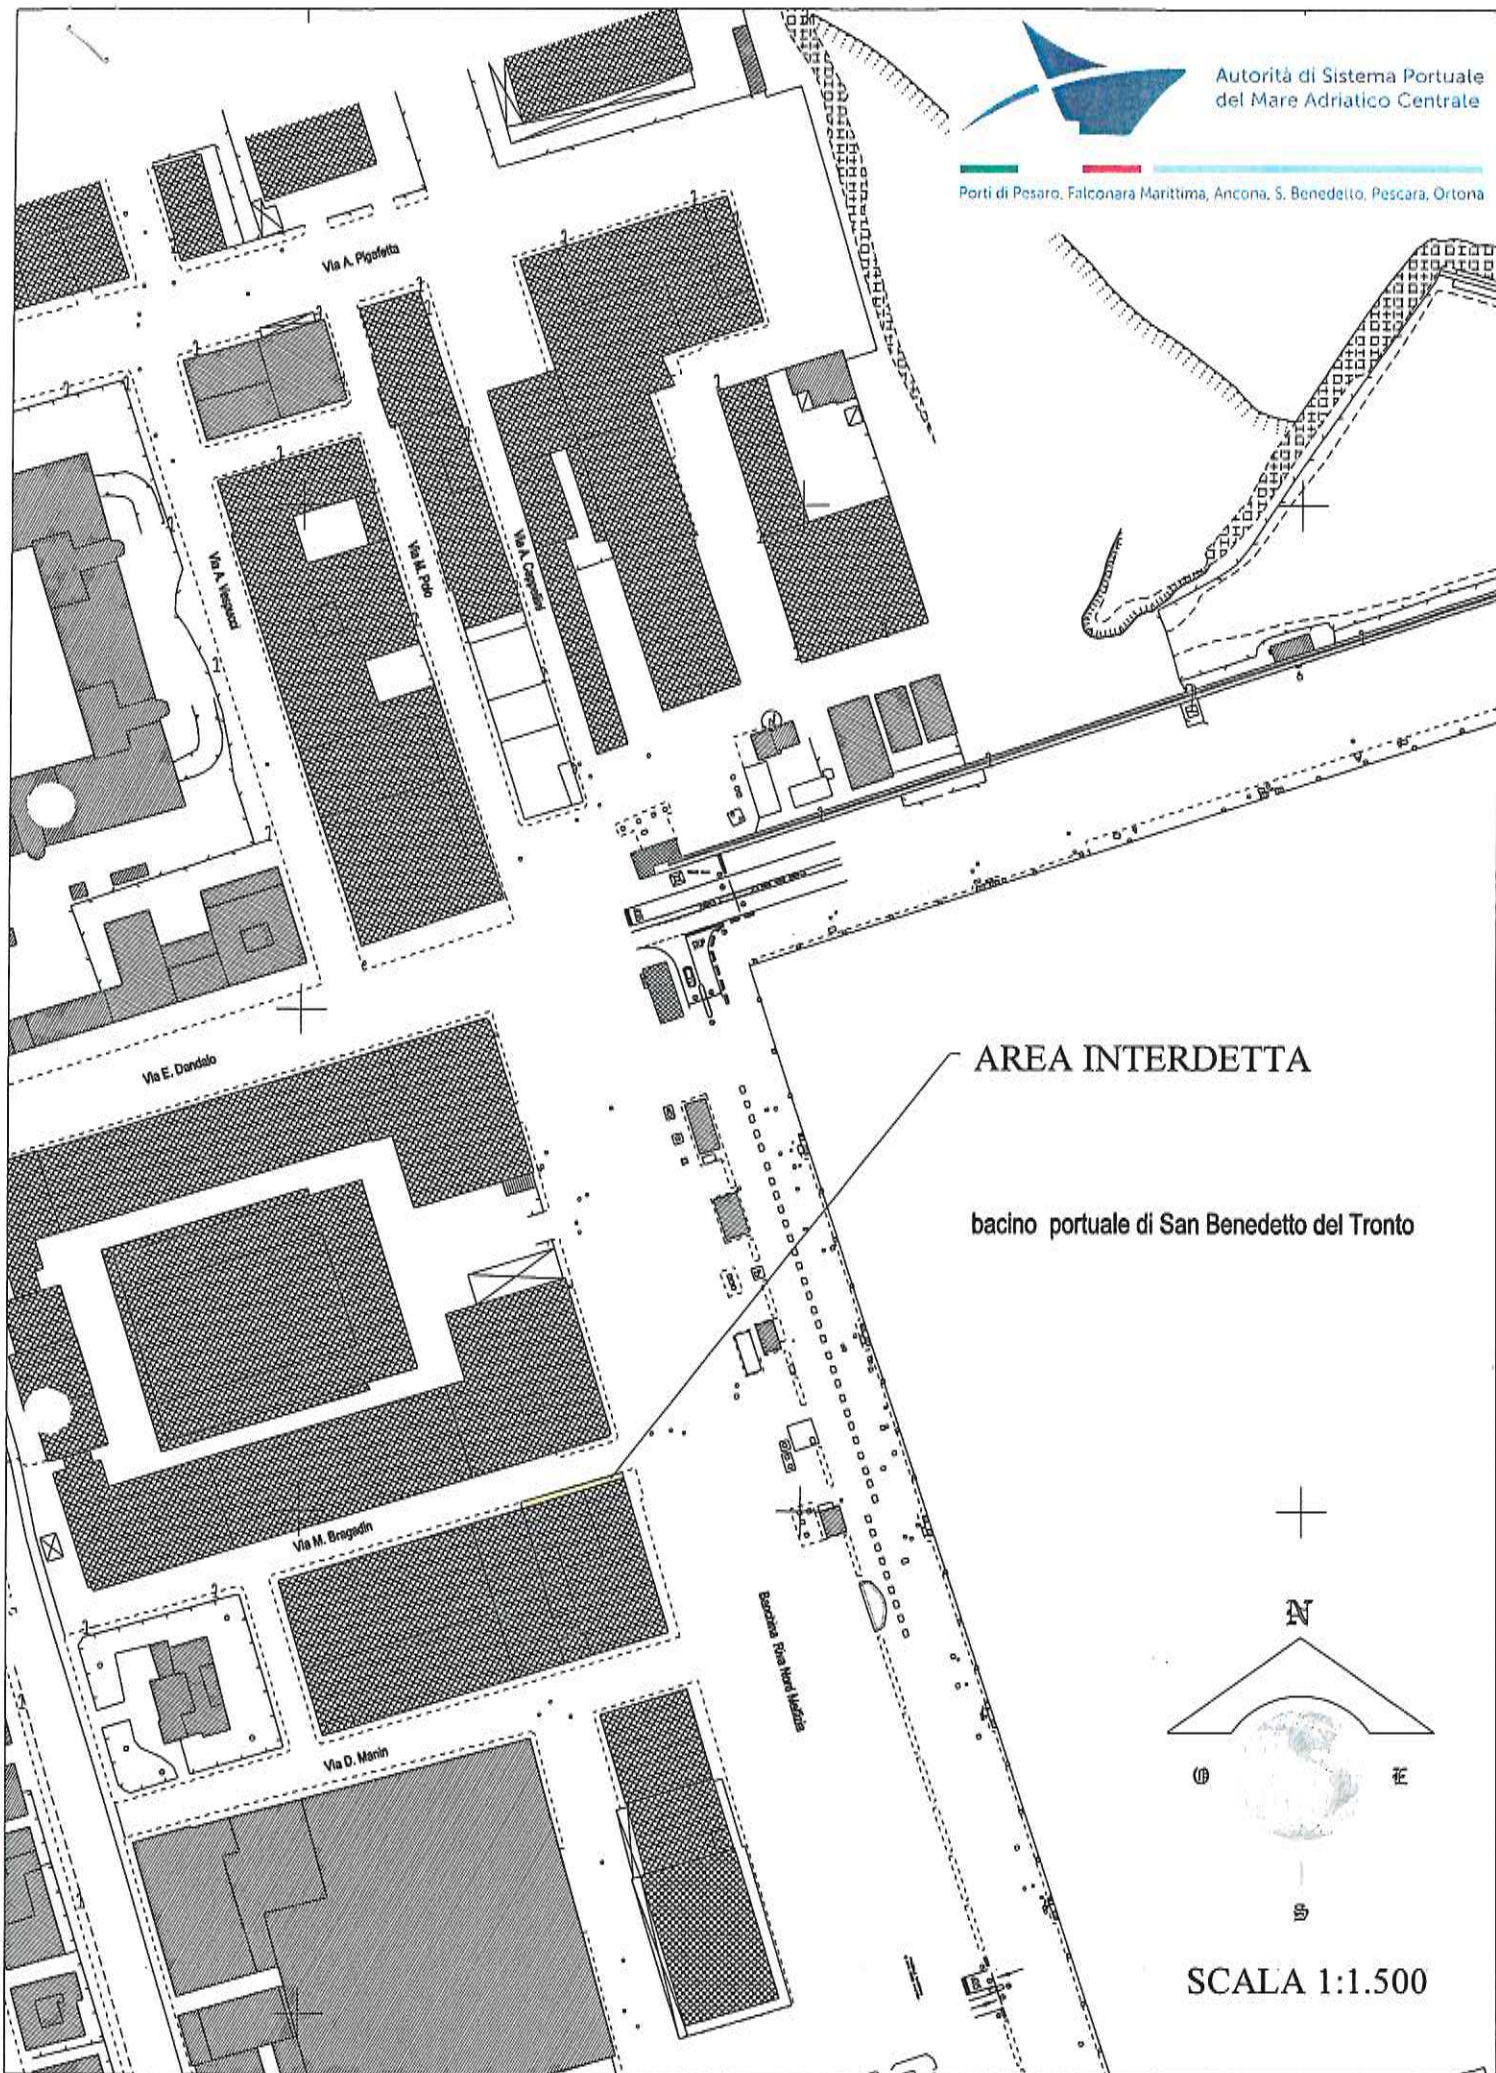 Autorità di Sistema Portuale
del Mare Adriatico Centrale
Porti di Pesaro, Falconara Marittima, Ancona, S. Benedetto, Pescara, Ortona
Via A. Pigafetta
Via A. Vespucci
Via M. Polo
Via A. Cappellini
Via E. Dandalo
AREA INTERDETTA
bacino portuale di San Benedetto del Tronto
Via M. Bragadin
Banchina Riva Nord Malfizia
Via D. Manin
N
O
E
S
SCALA 1:1.500